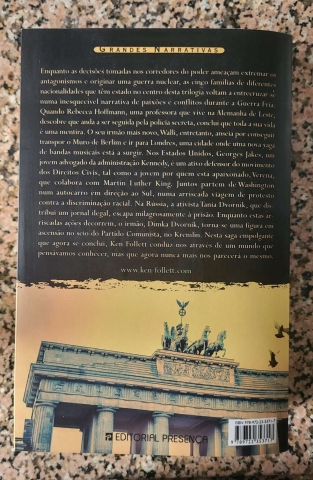 GRANDES NARRATIVAS
Enquanto as decisões tomadas nos corredores do poder ameaçam extremar os
antagonismos e originar uma guerra nuclear, as cinco famílias de diferentes
nacionalidades que têm estado no centro desta trilogia voltam a entrecruzar-se
numa inesquecível narrativa de paixões e conflitos durante a Guerra Fria.
Quando Rebecca Hoffmann, uma professora que vive na Alemanha de Leste,
descobre que anda a ser seguida pela polícia secreta, conclui que toda a sua vida
é uma mentira. O seu irmão mais novo, Walli, entretanto, anseia por conseguir
transpor o Muro de Berlim e ir para Londres, uma cidade onde uma nova vaga
de bandas musicais está a surgir. Nos Estados Unidos, George Jakes, um
jovem advogado da administração Kennedy, é um ativo defensor do movimento
dos Direitos Civis, tal como a jovem por quem está apaixonado, Verena,
que colabora com Martin Luther King. Juntos partem de Washington
num autocarro em direção ao Sul, numa arriscada viagem de protesto
contra a discriminação racial. Na Rússia, a ativista Tania Dvornik, que dis-
tribui um jornal ilegal, escapa milagrosamente à prisão. Enquanto estas ar-
riscadas ações decorrem, o irmão, Dimka Dvornik, torna-se uma figura em
ascensão no seio do Partido Comunista, no Kremlin. Nesta saga empolgante
que agora se conclui, Ken Follett conduz-nos através de um mundo que
pensávamos conhecer, mas que agora nunca mais nos parecerá o mesmo.
www.ken-follett.com
EDITORIAL PRESENÇA